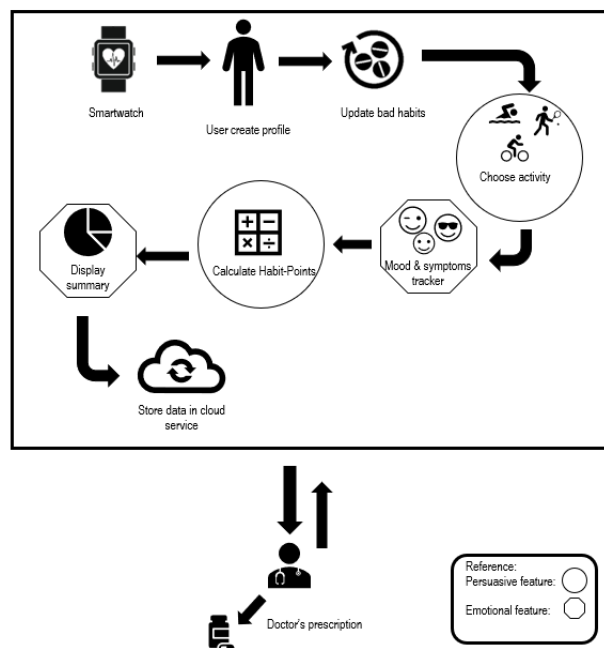 Smartwatch
User create profile
Update bad habits
Choose activity
Mood & symptoms
tracker
Calculate Habit-Points
Display
summary
Store data in cloud
service
Doctor's prescription
Reference:
Persuasive feature:
Emotional feature: